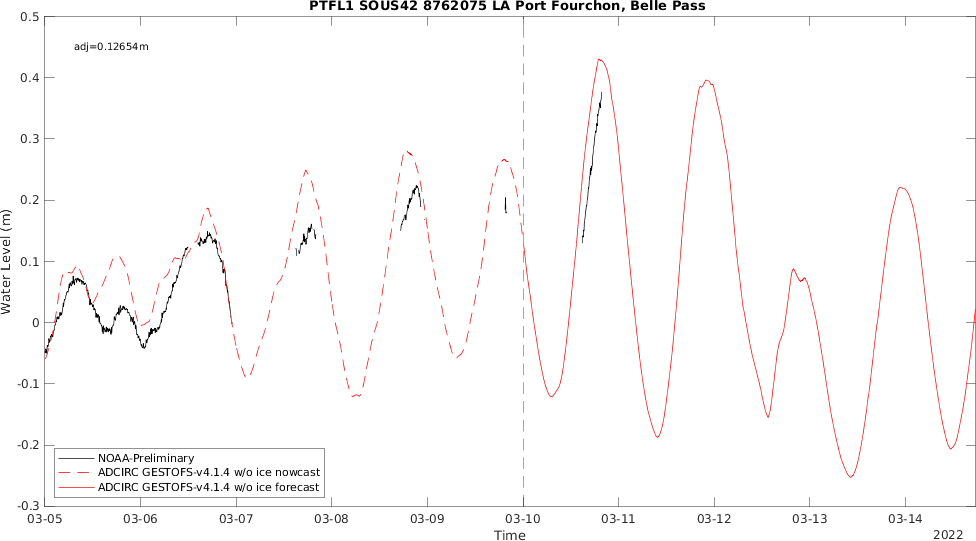 PTFL1 SOUS42 8762075 LA Port Fourchon, Belle Pass
adj=0.12654m
0.5
0.4
0.3
0.2
0.1
0
-0.1
-0.2
-0.3
Water Level (m)
NOAA-Preliminary
ADCIRC GESTOFS-v4.1.4 w/o ice nowcast
ADCIRC GESTOFS-v4.1.4 w/o ice forecast
03-05 03-06 03-07 03-08 03-09 03-10 03-11 03-12 03-13 03-14
Time
2022